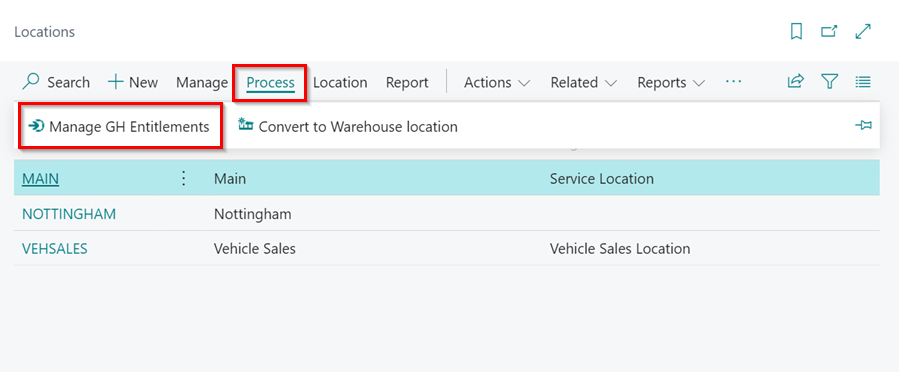 Locations
Search New Manage Process Location Report Actions Related Reports
Manage GH Entitlements Convert to Warehouse location
MAIN Main Service Location
NOTTINGHAM Nottingham
VEHSALES Vehicle Sales Vehicle Sales Location